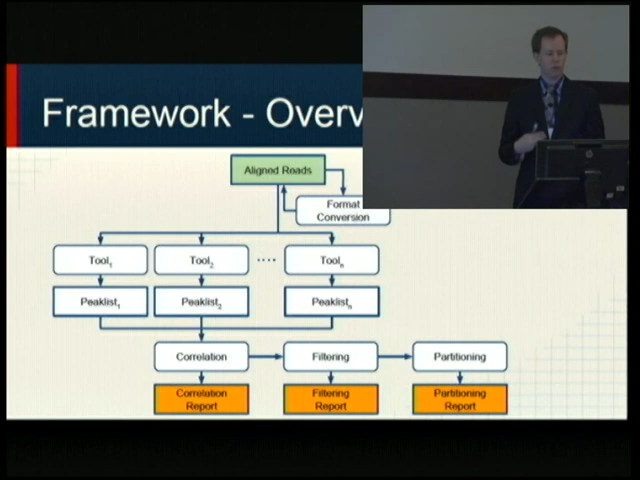 Framework - Overv
Aligned Reads
Format
Conversion
Tool1
Tool2
....
Tooln
Peaklist1
Peaklist2
Peaklistn
Correlation
Filtering
Partitioning
Correlation
Report
Filtering
Report
Partitioning
Report